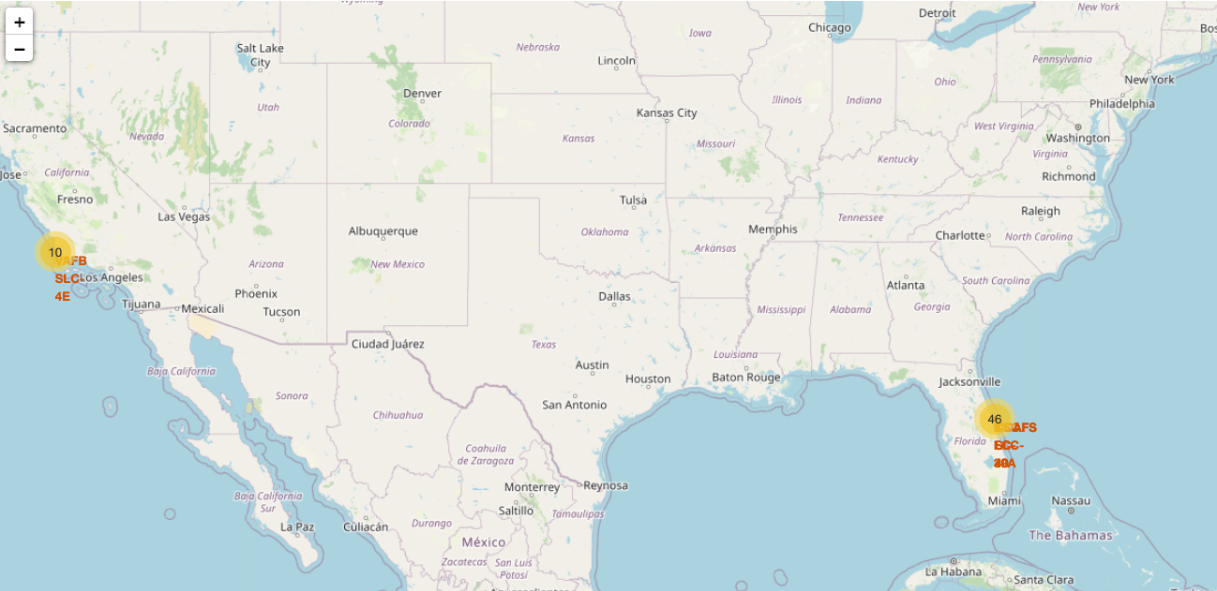 +
−
Wyoming
Detroit
New York
Chicago
Bos
Iowa
Salt Lake
City
Nebraska
Lincoln
Pennsylvania
New York
Ohio
Denver
Utah
Illinois
Indiana
Philadelphia
Kansas City
Sacramento
Nevada
Colorado
Kansas
Missouri
West Virginia
Washington
Virginia
Kentucky
Jose
California
Richmond
Fresno
Las Vegas
Tulsa
Raleigh
Tennessee
Albuquerque
Oklahoma
Memphis
Charlotte
North Carolina
10
Arkansas
VAFB
SLC-
4E
Los Angeles
Arizona
New Mexico
Atlanta
South Carolina
Phoenix
Dallas
Tijuana
Mexicali
Tucson
Mississippi
Alabama
Georgia
Ciudad Juárez
Texas
Louisiana
Baja California
Austin
Houston
Baton Rouge
Jacksonville
Sonora
San Antonio
Chihuahua
46
AFS
Florida
Coahuila
de Zaragoza
Monterrey
Reynosa
Baja California
Sur
Miami
Nassau
Saltillo
Tamaulipas
La Paz
Culiacán
Durango
The Bahamas
México
Zacatecas
San Luis
Potosí
La Habana
Santa Clara
Aguascalientes